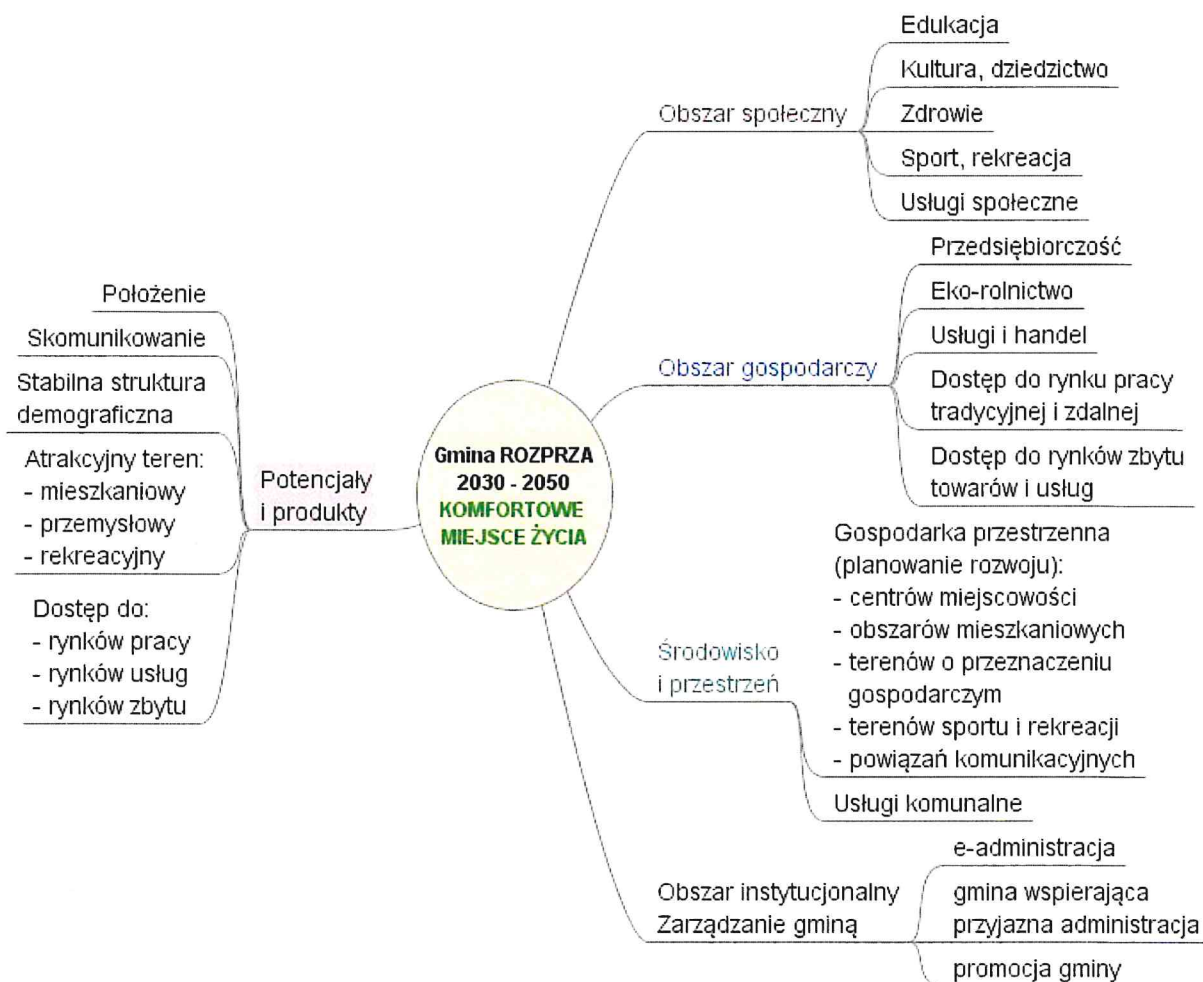 Gmina ROZPRZA
2030 - 2050
KOMFORTOWE
MIEJSCE ŻYCIA
Potencjały
i produkty
Położenie
Skomunikowanie
Stabilna struktura
demograficzna
Atrakcyjny teren:
- mieszkaniowy
- przemysłowy
- rekreacyjny
Dostęp do:
- rynków pracy
- rynków usług
- rynków zbytu
Obszar społeczny
Edukacja
Kultura, dziedzictwo
Zdrowie
Sport, rekreacja
Usługi społeczne
Obszar gospodarczy
Przedsiębiorczość
Eko-rolnictwo
Usługi i handel
Dostęp do rynku pracy
tradycyjnej i zdalnej
Dostęp do rynków zbytu
towarów i usług
Środowisko
i przestrzeń
Gospodarka przestrzenna
(planowanie rozwoju):
- centrów miejscowości
- obszarów mieszkaniowych
- terenów o przeznaczeniu
gospodarczym
- terenów sportu i rekreacji
- powiązań komunikacyjnych
Usługi komunalne
Obszar instytucjonalny
Zarządzanie gminą
e-administracja
gmina wspierająca
przyjazna administracja
promocja gminy